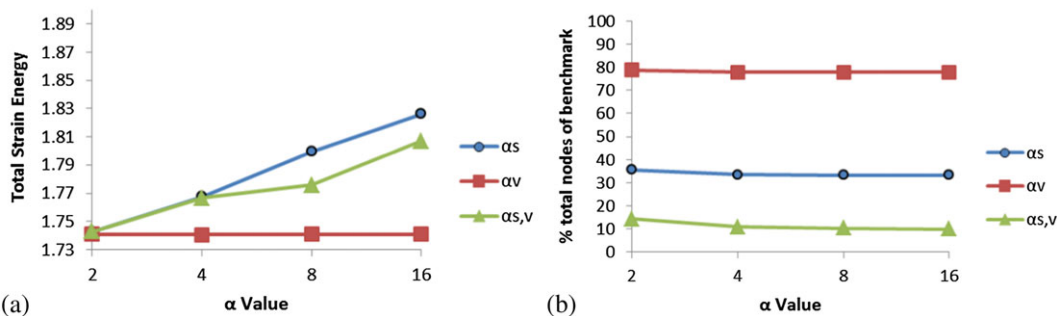 Total Strain Energy
1.89
1.87
1.85
1.83
1.81
1.79
1.77
1.75
1.73
2 4 8 16
α Value
αs
αv
αs,v
(a)
% total nodes of benchmark
100
90
80
70
60
50
40
30
20
10
0
2 4 8 16
α Value
αs
αv
αs,v
(b)